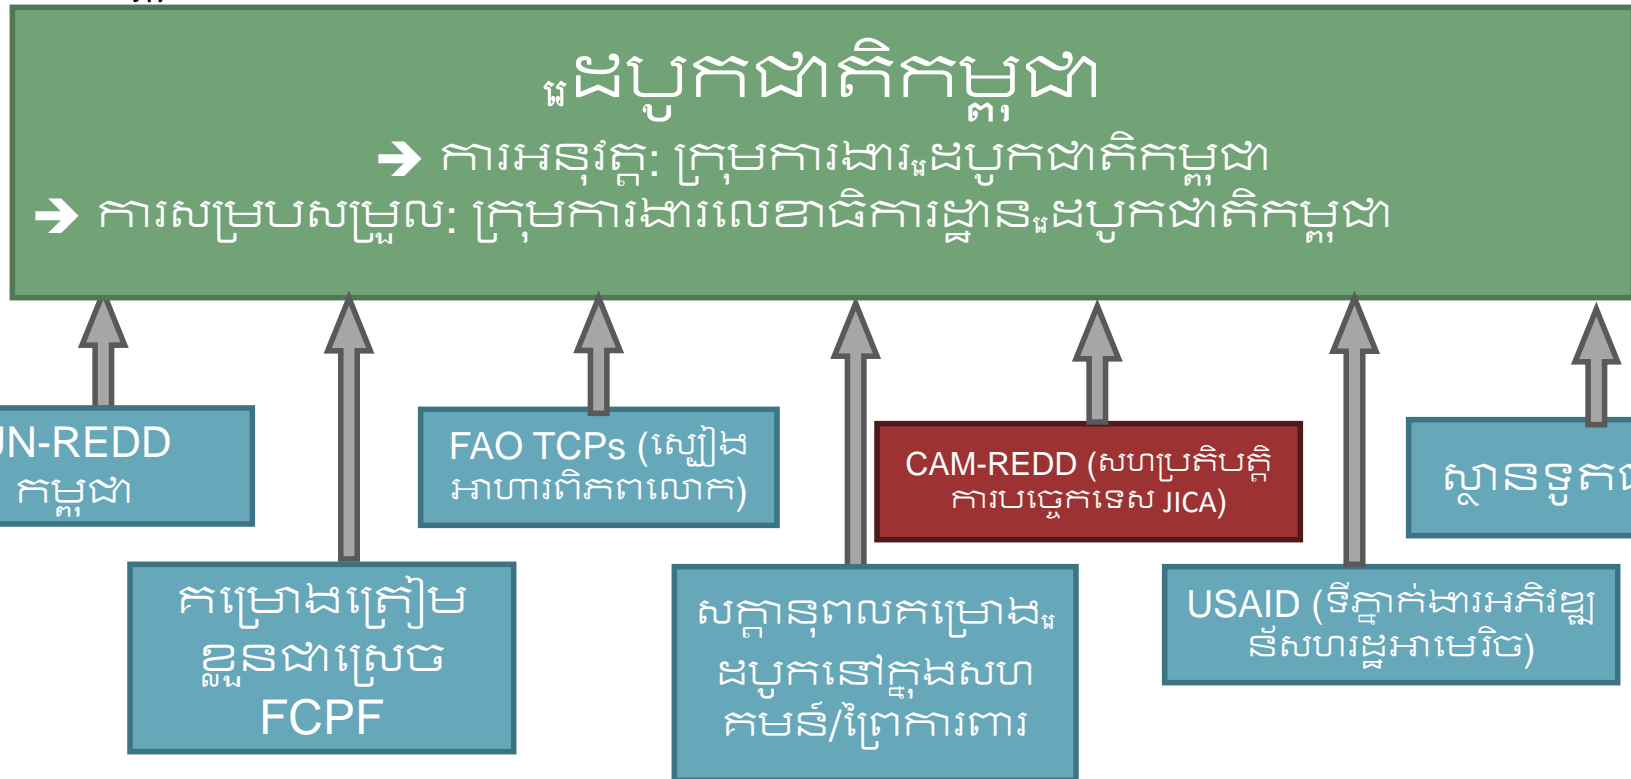 រេដបូកជាតិកម្ពុជា
➔ ការអនុវត្ត: ក្រុមការងាររេដបូកជាតិកម្ពុជា
➔ ការសម្របសម្រួល: ក្រុមការងារលេខាធិការដ្ឋានរេដបូកជាតិកម្ពុជា
UN-REDD
កម្ពុជា
FAO TCPs (ស្បៀង
អាហារពិភពលោក)
CAM-REDD (សហប្រតិបត្តិ
ការបច្ចេកទេស JICA)
ស្ថានទូត
គម្រោងត្រៀម
ខ្លួនជាស្រេច
FCPF
សក្តានុពលគម្រោងរេ
ដបូកនៅក្នុងសហ
គមន៍/ព្រៃការពារ
USAID (ទីភ្នាក់ងារអភិវឌ្ឍ
ន៍សហរដ្ឋអាមេរិច)